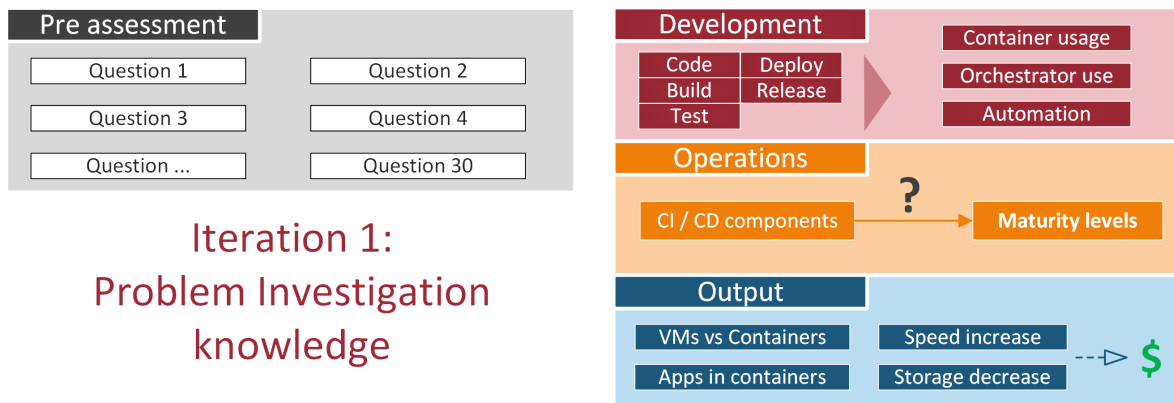 Pre assessment
Question 1
Question 2
Question 3
Question 4
Question ...
Question 30
Iteration 1:
Problem Investigation
knowledge
Development
Code
Deploy
Build
Release
Test
Container usage
Orchestrator use
Automation
Operations
CI / CD components
?
Maturity levels
Output
VMs vs Containers
Speed increase
Apps in containers
Storage decrease
$